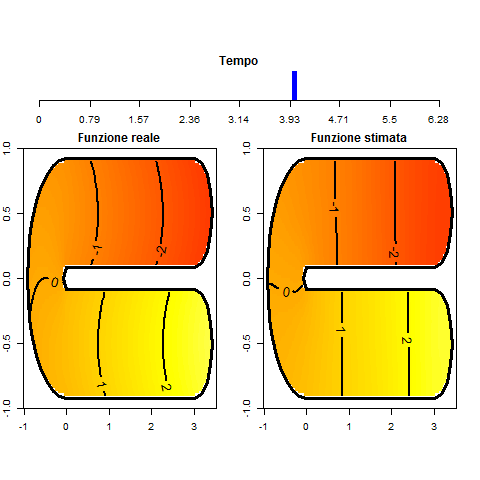 Tempo
0 0.79 1.57 2.36 3.14 3.93 4.71 5.5 6.28
Funzione reale Funzione stimata
1.0 1.0
0.5 0.5
-1 -2 -1 -2
0.0 0 0.0 0
-0.5 1 2 -0.5 1 2
-1.0 -1.0
-1 0 1 2 3 -1 0 1 2 3